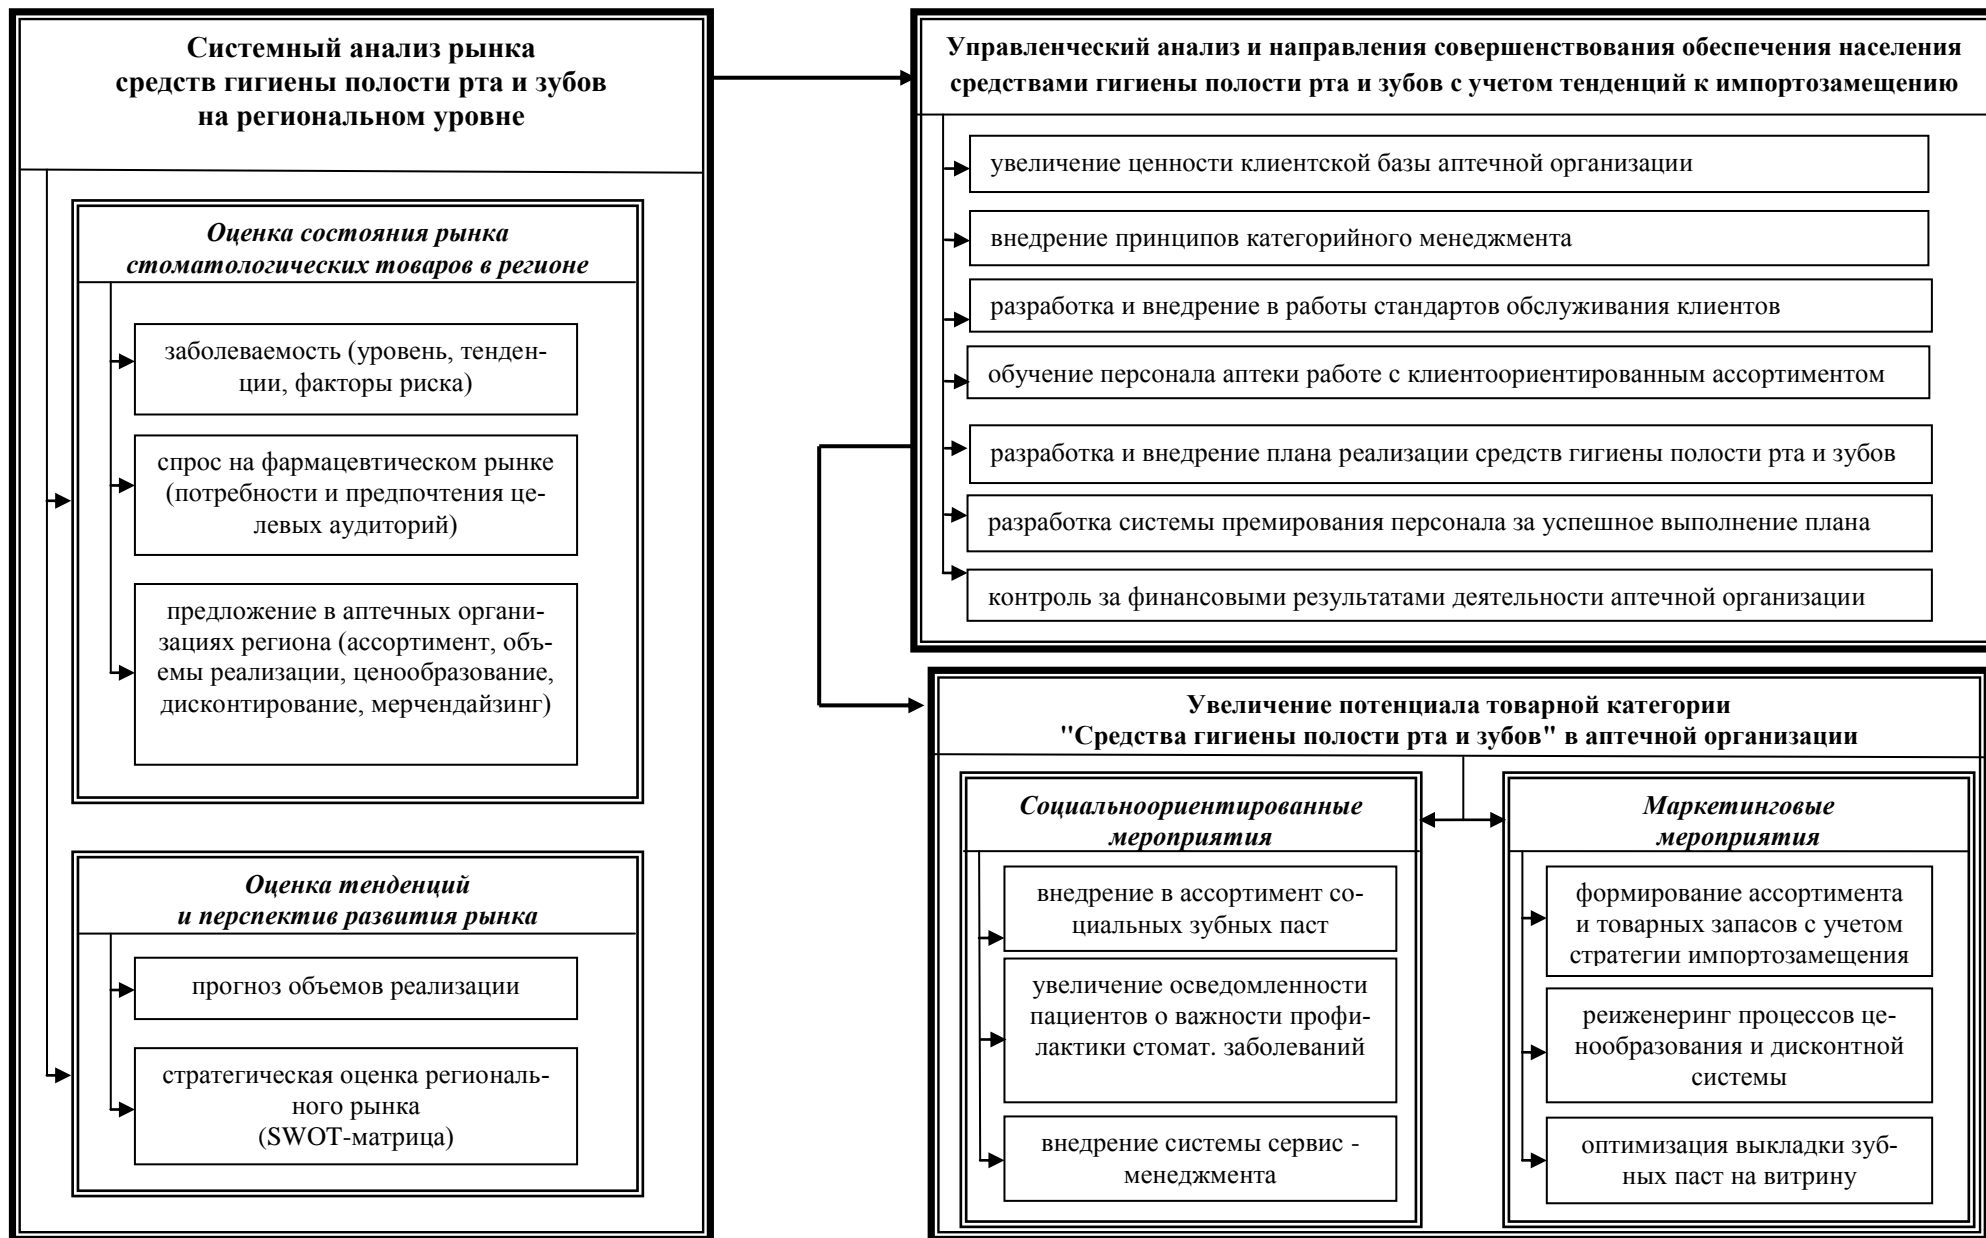 Системный анализ рынка
средств гигиены полости рта и зубов
на региональном уровне
Оценка состояния рынка
стоматологических товаров в регионе
заболеваемость (уровень, тенден-
ции, факторы риска)
спрос на фармацевтическом рынке
(потребности и предпочтения це-
левых аудиторий)
предложение в аптечных органи-
зациях региона (ассортимент, объ-
емы реализации, ценообразование,
дисконтирование, мерчендайзинг)
Оценка тенденций
и перспектив развития рынка
прогноз объемов реализации
стратегическая оценка региональ-
ного рынка
(SWOT-матрица)
Управленческий анализ и направления совершенствования обеспечения населения
средствами гигиены полости рта и зубов с учетом тенденций к импортозамещению
увеличение ценности клиентской базы аптечной организации
внедрение принципов категорийного менеджмента
разработка и внедрение в работы стандартов обслуживания клиентов
обучение персонала аптеки работе с клиентоориентированным ассортиментом
разработка и внедрение плана реализации средств гигиены полости рта и зубов
разработка системы премирования персонала за успешное выполнение плана
контроль за финансовыми результатами деятельности аптечной организации
Увеличение потенциала товарной категории
"Средства гигиены полости рта и зубов" в аптечной организации
Социальноориентированные
мероприятия
внедрение в ассортимент со-
циальных зубных паст
увеличение осведомленности
пациентов о важности профи-
лактики стомат. заболеваний
внедрение системы сервис -
менеджмента
Маркетинговые
мероприятия
формирование ассортимента
и товарных запасов с учетом
стратегии импортозамещения
реиженеринг процессов це-
нообразования и дисконтной
системы
оптимизация выкладки зуб-
ных паст на витрину